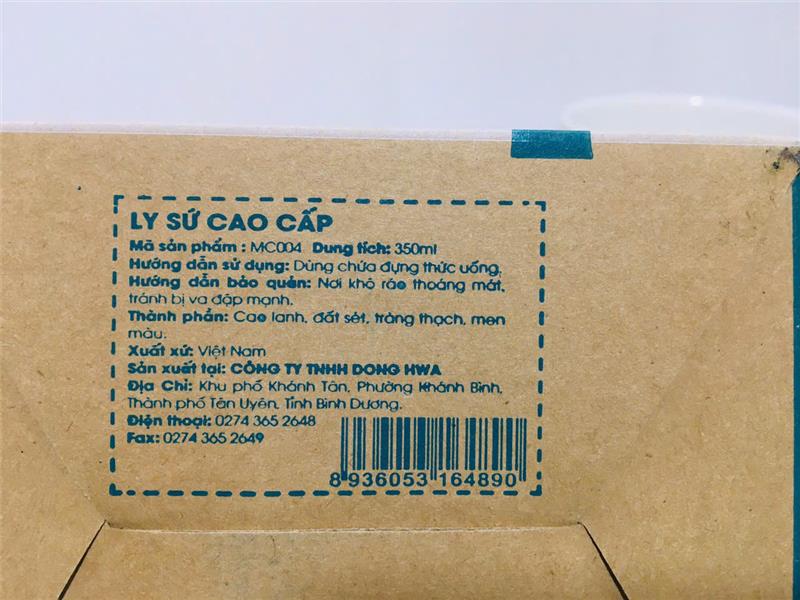 LY SỨ CAO CẤP
Mã sản phẩm : MC004 Dung tích: 350ml
Hướng dẫn sử dụng: Dùng chứa đựng thức uống.
Hướng dẫn bảo quản: Nơi khô ráo thoáng mát,
tránh bị va đập mạnh.
Thành phần: Cao lanh, đất sét, tràng thạch, men
màu.
Xuất xứ: Việt Nam
Sản xuất tại: CÔNG TY TNHH DONG HWA
Địa Chỉ: Khu phố Khánh Tân, Phường Khánh Bình,
Thành phố Tân Uyên, Tỉnh Bình Dương.
Điện thoại: 0274 365 2648
Fax: 0274 365 2649
8 936053 164890